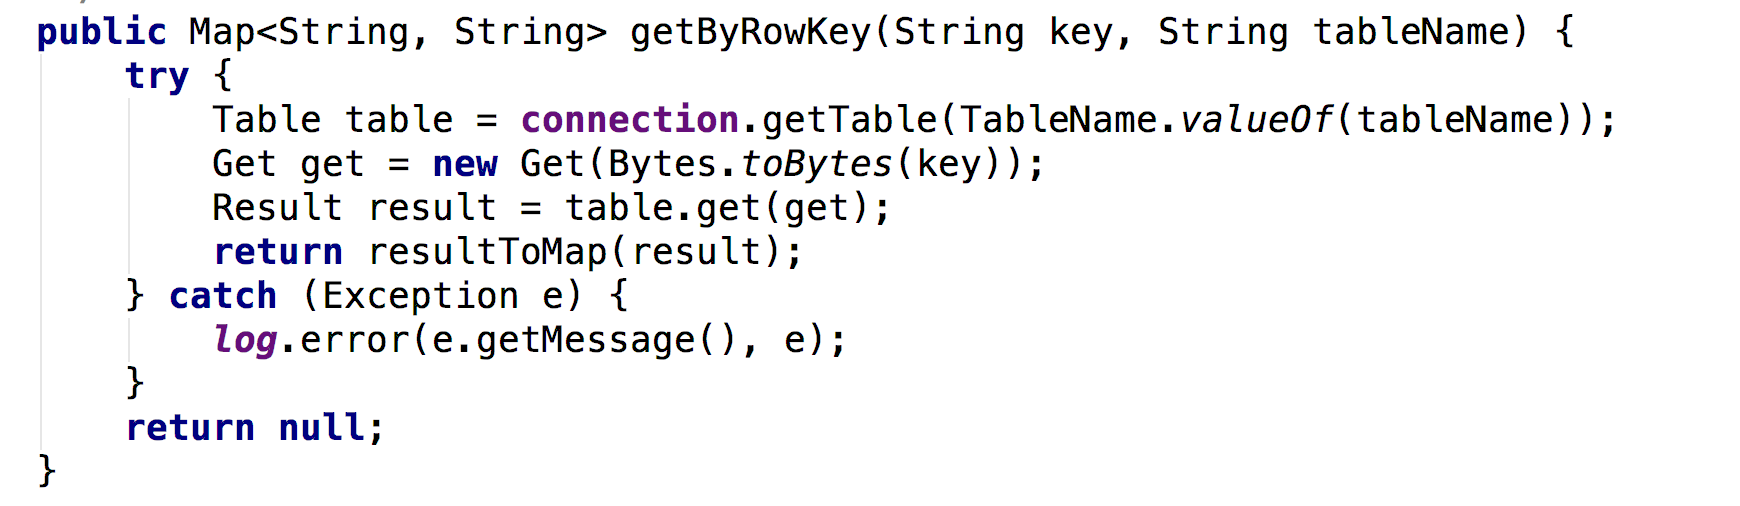 public Map<String, String> getByRowKey(String key, String tableName) {
    try {
        Table table = connection.getTable(TableName.valueOf(tableName));
        Get get = new Get(Bytes.toBytes(key));
        Result result = table.get(get);
        return resultToMap(result);
    } catch (Exception e) {
        log.error(e.getMessage(), e);
    }
    return null;
}